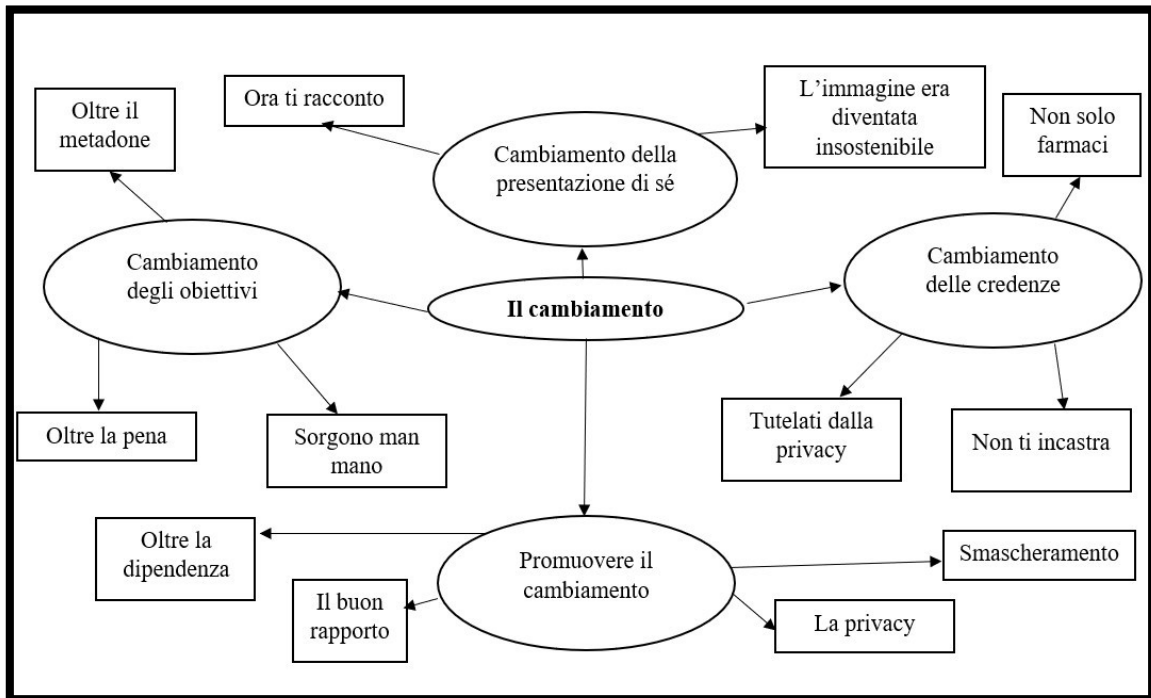 Ora ti racconto
L’immagine era
diventata
insostenibile
Oltre il
metadone
Non solo
farmaci
Cambiamento della
presentazione di sé
Cambiamento
degli obiettivi
Cambiamento
delle credenze
Il cambiamento
Oltre la pena
Sorgono man
mano
Tutelati dalla
privacy
Non ti incastra
Oltre la
dipendenza
Promuovere il
cambiamento
Smascheramento
Il buon
rapporto
La privacy